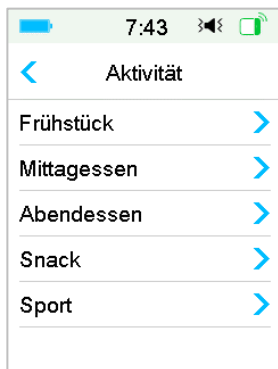 7:43
Aktivität
Frühstück
Mittagessen
Abendessen
Snack
Sport